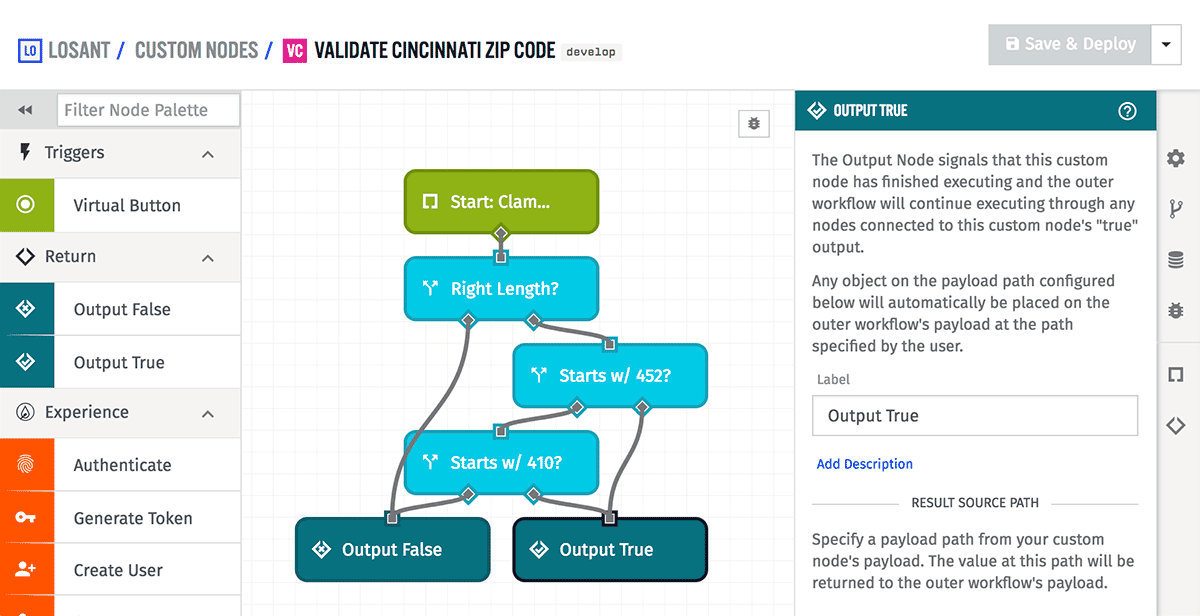 LO LOSANT / CUSTOM NODES / VC VALIDATE CINCINNATI ZIP CODE develop
Save & Deploy
Filter Node Palette
Triggers
Virtual Button
Return
Output False
Output True
Experience
Authenticate
Generate Token
Create User
Start: Clam...
Right Length?
Starts w/ 452?
Starts w/ 410?
Output False
Output True
OUTPUT TRUE
The Output Node signals that this custom
node has finished executing and the outer
workflow will continue executing through any
nodes connected to this custom node's "true"
output.
Any object on the payload path configured
below will automatically be placed on the
outer workflow's payload at the path
specified by the user.
Label
Output True
Add Description
RESULT SOURCE PATH
Specify a payload path from your custom
node's payload. The value at this path will be
returned to the outer workflow's payload.